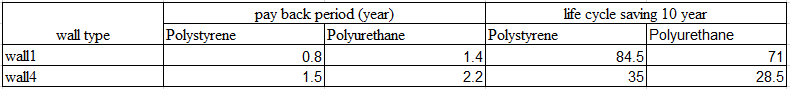 wall type pay back period (year) life cycle saving 10 year
Polystyrene Polyurethane Polystyrene Polyurethane
wall1 0.8 1.4 84.5 71
wall4 1.5 2.2 35 28.5